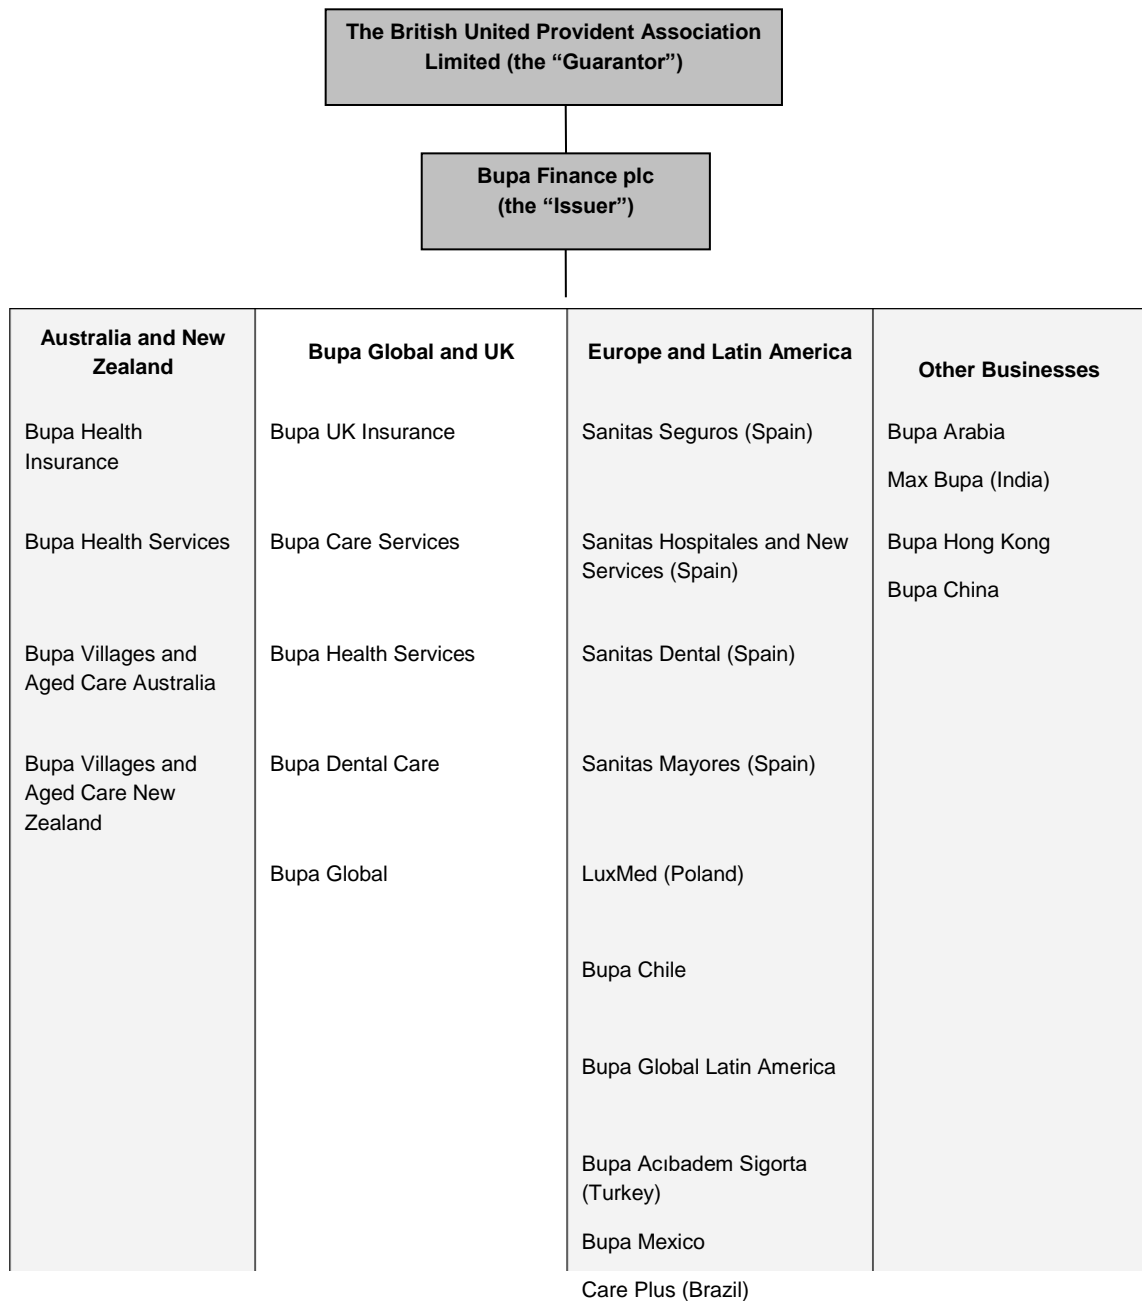 The British United Provident Association
Limited (the “Guarantor”)
Bupa Finance plc
(the “Issuer”)
Australia and New
Zealand
Bupa Health
Insurance
Bupa Health Services
Bupa Villages and
Aged Care Australia
Bupa Villages and
Aged Care New
Zealand
Bupa Global and UK
Bupa UK Insurance
Bupa Care Services
Bupa Health Services
Bupa Dental Care
Bupa Global
Europe and Latin America
Sanitas Seguros (Spain)
Sanitas Hospitales and New
Services (Spain)
Sanitas Dental (Spain)
Sanitas Mayores (Spain)
LuxMed (Poland)
Bupa Chile
Bupa Global Latin America
Bupa Acıbadem Sigorta
(Turkey)
Bupa Mexico
Care Plus (Brazil)
Other Businesses
Bupa Arabia
Max Bupa (India)
Bupa Hong Kong
Bupa China